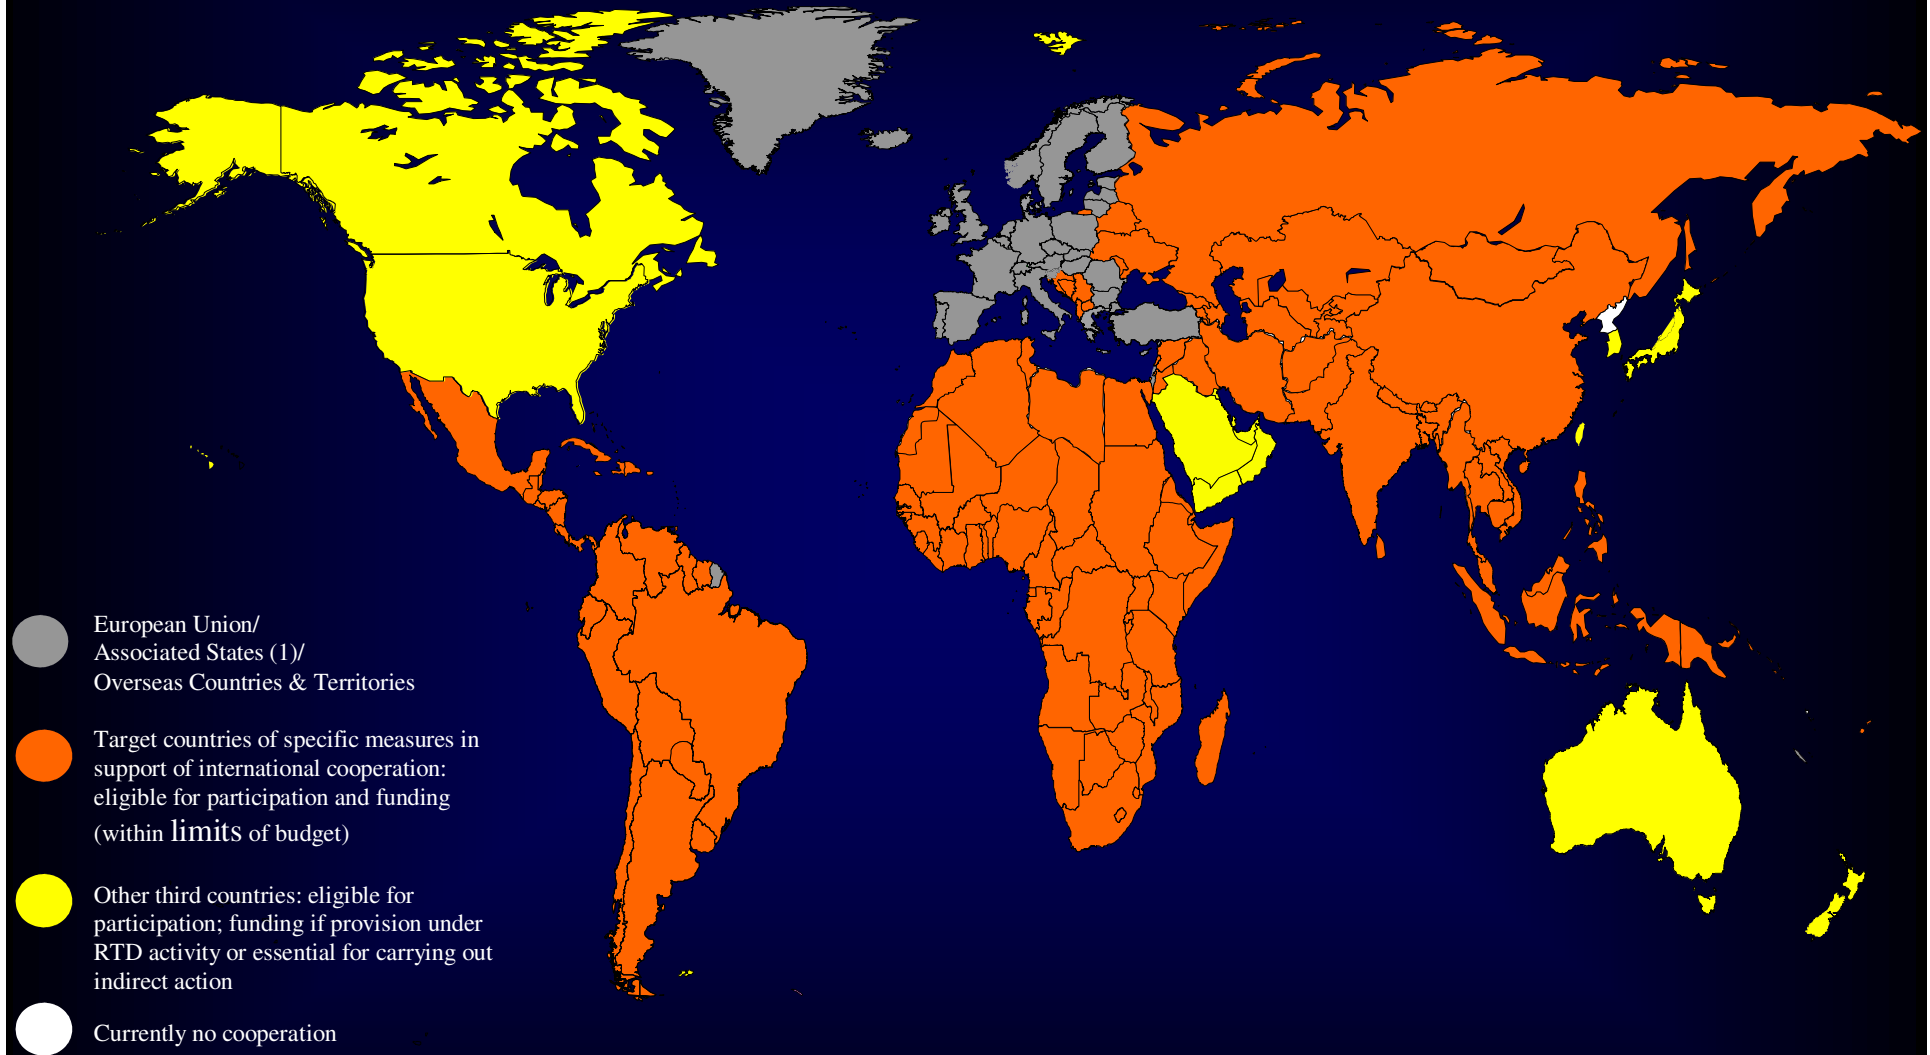 European Union/
Associated States (1)/
Overseas Countries & Territories
Target countries of specific measures in
support of international cooperation:
eligible for participation and funding
(within limits of budget)
Other third countries: eligible for
participation; funding if provision under
RTD activity or essential for carrying out
indirect action
Currently no cooperation